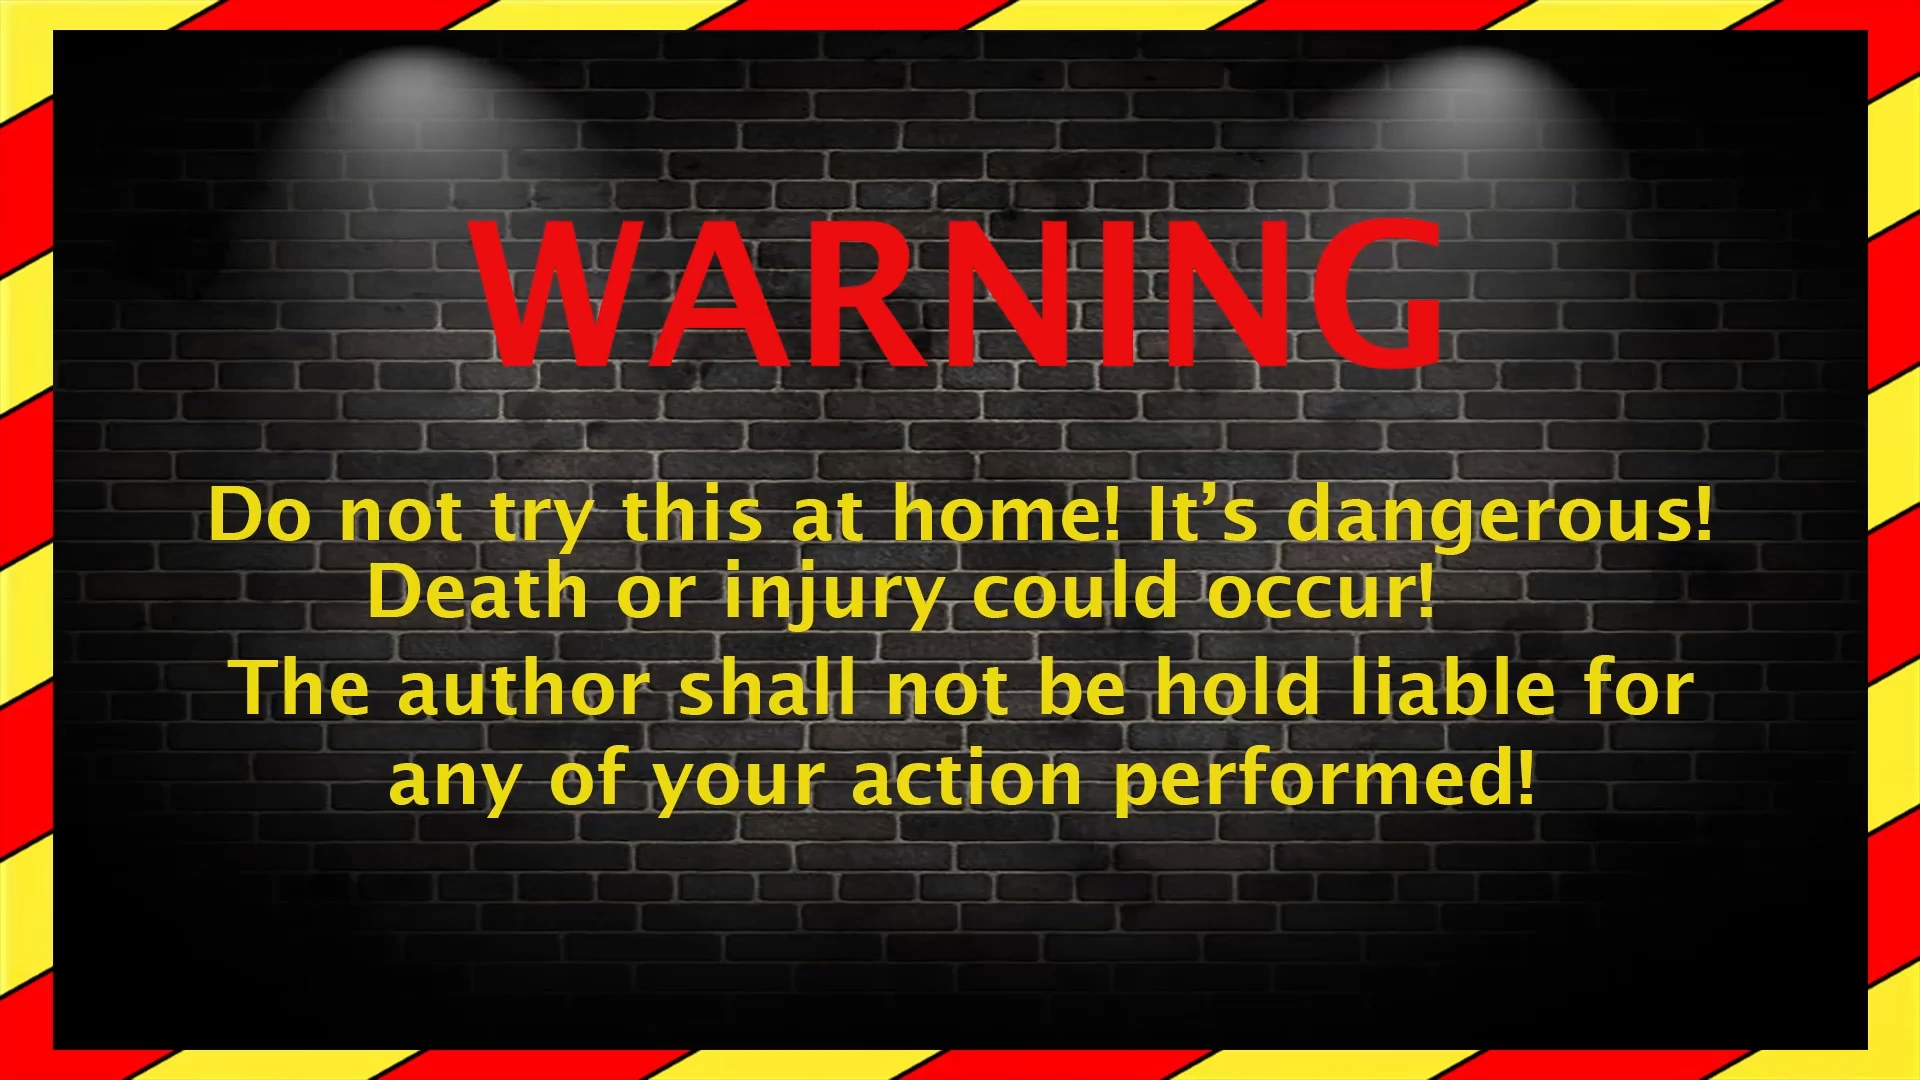 WARNING
Do not try this at home! It’s dangerous!
Death or injury could occur!
The author shall not be hold liable for
any of your action performed!